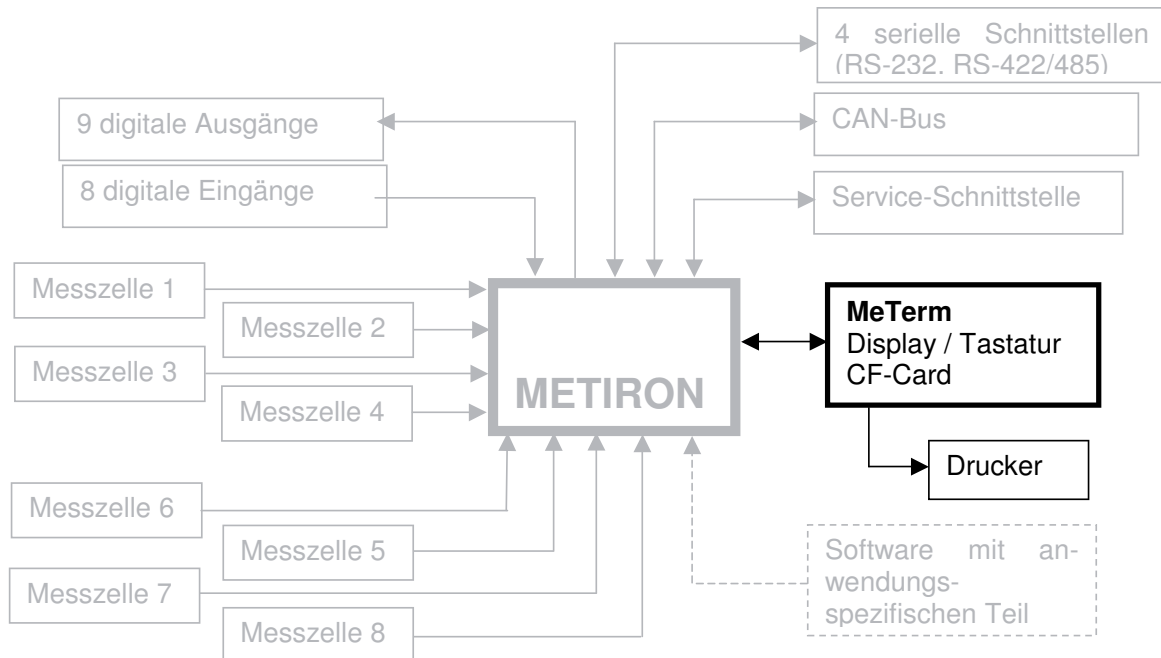 4 serielle Schnittstellen
(RS-232, RS-422/485)
9 digitale Ausgänge
CAN-Bus
8 digitale Eingänge
Service-Schnittstelle
Messzelle 1
Messzelle 2
Messzelle 3
Messzelle 4
METIRON
MeTerm
Display / Tastatur
CF-Card
Drucker
Messzelle 6
Messzelle 5
Messzelle 7
Messzelle 8
Software mit an-
wendungs-
spezifischen Teil